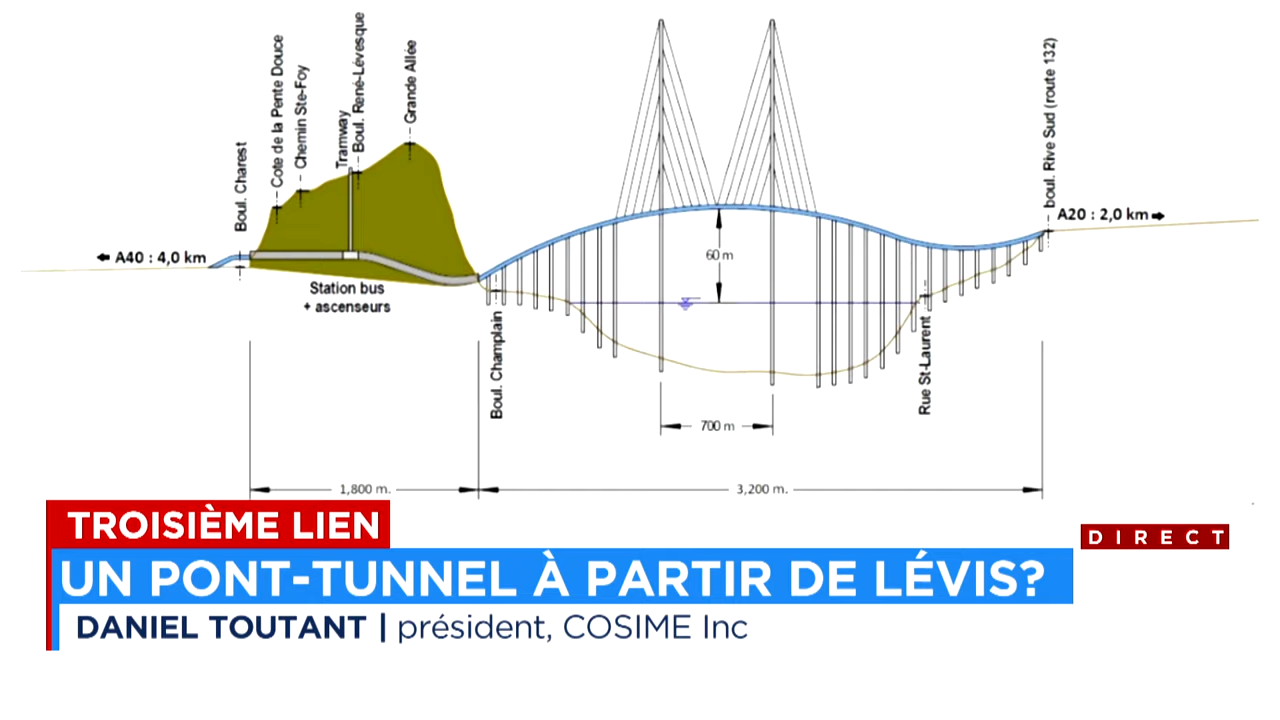 Boul. Charest
Cote de la Pente Douce
Chemin Ste-Foy
Tramway
Boul. René-Lévesque
Grande Allée
boul. Rive Sud (route 132)
A40 : 4,0 km
A20 : 2,0 km
60 m
Station bus
+ ascenseurs
Boul. Champlain
Rue St-Laurent
700 m
1,800 m.
3,200 m.
TROISIÈME LIEN
DIRECT
UN PONT-TUNNEL À PARTIR DE LÉVIS?
DANIEL TOUTANT | président, COSIME Inc